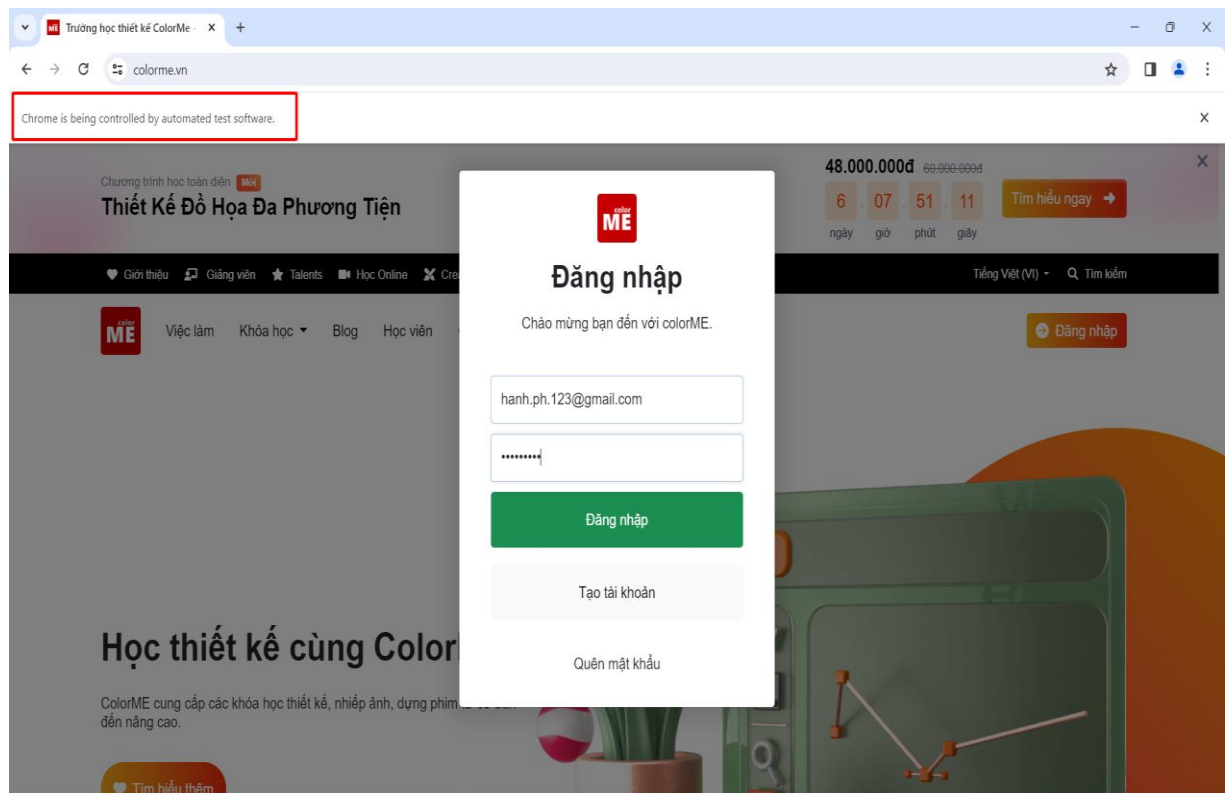 Trường học thiết kế ColorMe -
colorme.vn
Chrome is being controlled by automated test software.
Chương trình học toàn diện Mới
Thiết Kế Đồ Họa Đa Phương Tiện
48.000.000đ 60.000.000đ
6 07 51 11
ngày giờ phút giây
Tìm hiểu ngay
Giới thiệu Giảng viên Talents Học Online Cre
Tiếng Việt (VI) Tìm kiếm
color
MẼ
Việc làm Khóa học Blog Học viên
Đăng nhập
color
MẼ
Đăng nhập
Chào mừng bạn đến với colorME.
hanh.ph.123@gmail.com
•••••••••
Đăng nhập
Tạo tài khoản
Quên mật khẩu
Học thiết kế cùng Color
ColorME cung cấp các khóa học thiết kế, nhiếp ảnh, dựng phim
đến nâng cao.
Tìm hiểu thêm